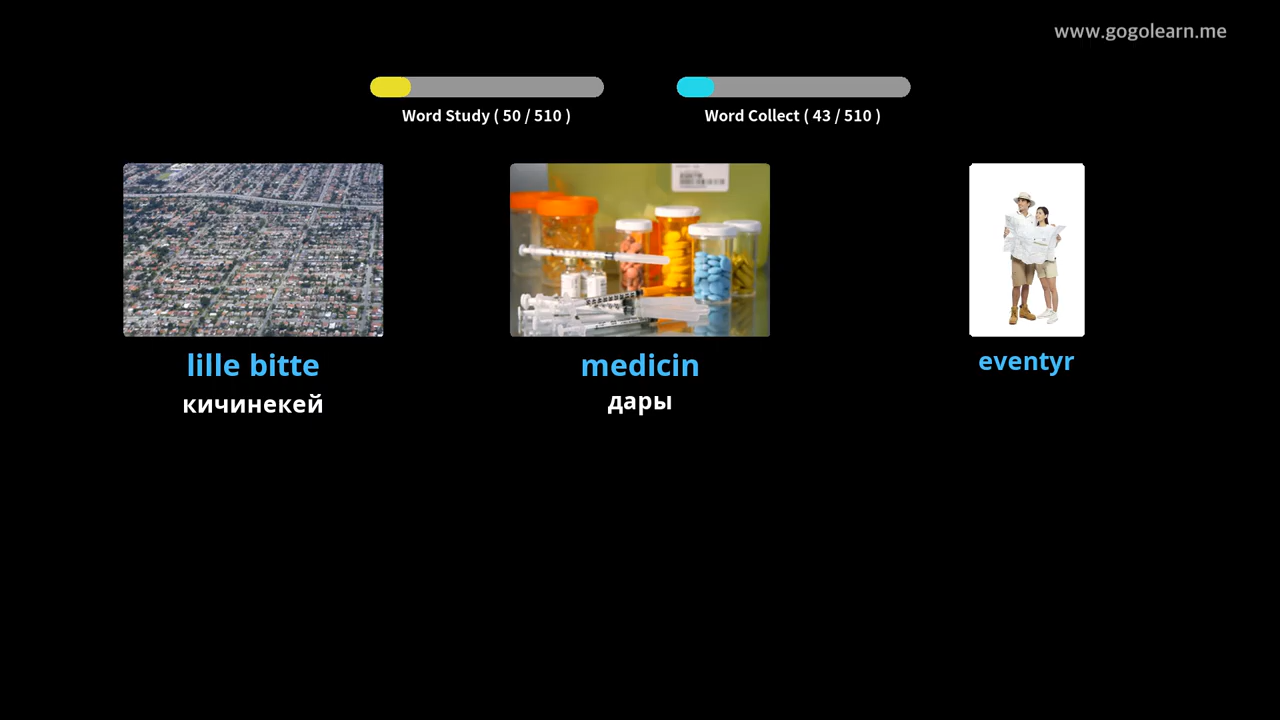 www.gogolearn.me
Word Study ( 50 / 510 )
Word Collect ( 43 / 510 )
lille bitte
кичинекей
medicin
дары
eventyr